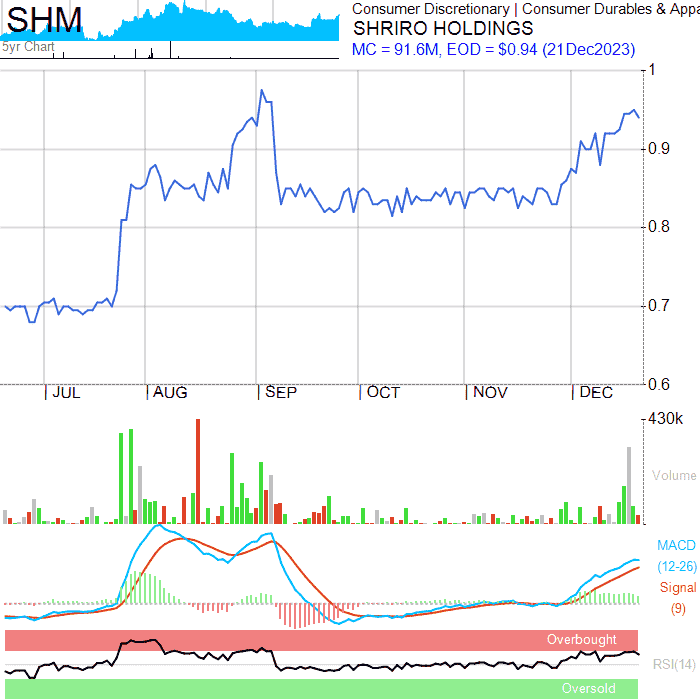 SHM
5yr Chart
Consumer Discretionary | Consumer Durables & Appa
SHRIRO HOLDINGS
MC = 91.6M, EOD = $0.94 (21Dec2023)
1
0.9
0.8
0.7
0.6
JUL AUG SEP OCT NOV DEC
430k
Volume
MACD
(12-26)
Signal
(9)
Overbought
RSI(14)
Oversold